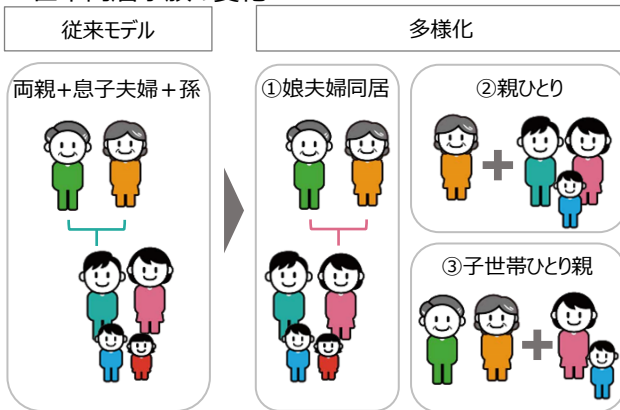 従来モデル
多様化
両親+息子夫婦+孫
①娘夫婦同居
②親ひとり
③子世帯ひとり親